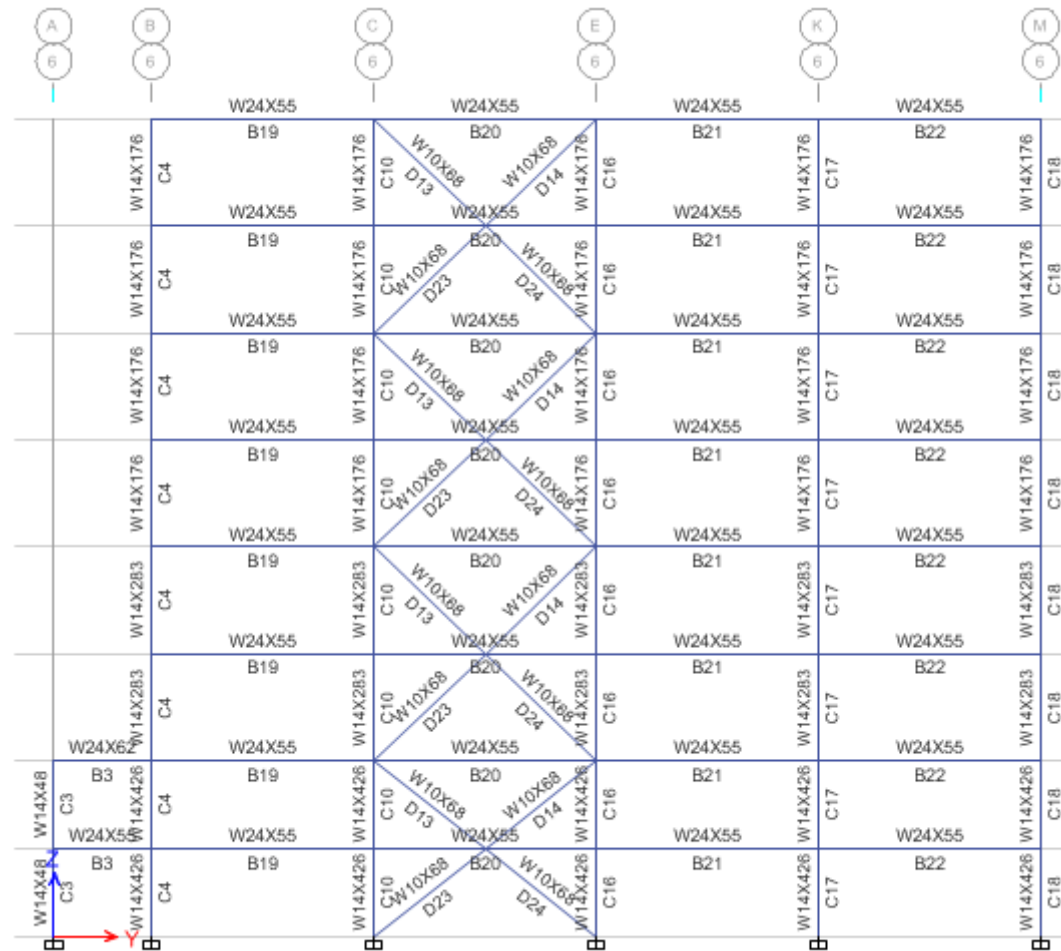 A B C E K M
6 6 6 6 6 6
W24X55 W24X55 W24X55 W24X55
B19 B20 B21 B22
W14X176 C4 W14X176 C10 W10X68 D13 W10X68 D14 W14X176 C16 W14X176 C17 W14X176 C18
W24X55 W24X55 W24X55 W24X55
B19 B20 B21 B22
W14X176 C4 W14X176 C10 W10X68 D23 W10X68 D24 W14X176 C16 W14X176 C17 W14X176 C18
W24X55 W24X55 W24X55 W24X55
B19 B20 B21 B22
W14X176 C4 W14X176 C10 W10X68 D13 W10X68 D14 W14X176 C16 W14X176 C17 W14X176 C18
W24X55 W24X55 W24X55 W24X55
B19 B20 B21 B22
W14X176 C4 W14X176 C10 W10X68 D23 W10X68 D24 W14X176 C16 W14X176 C17 W14X176 C18
W24X55 W24X55 W24X55 W24X55
B19 B20 B21 B22
W14X283 C4 W14X283 C10 W10X68 D13 W10X68 D14 W14X283 C16 W14X283 C17 W14X283 C18
W24X55 W24X55 W24X55 W24X55
B19 B20 B21 B22
W14X283 C4 W14X283 C10 W10X68 D23 W10X68 D24 W14X283 C16 W14X283 C17 W14X283 C18
W24X62 W24X55 W24X55 W24X55 W24X55
B3 B19 B20 B21 B22
W14X48 C3 W14X426 C4 W14X426 C10 W10X68 D13 W10X68 D14 W14X426 C16 W14X426 C17 W14X426 C18
W24X55 W24X55 W24X55 W24X55 W24X55
Z B3 B19 B20 B21 B22
W14X48 C3 W14X426 C4 W14X426 C10 W10X68 D23 W10X68 D24 W14X426 C16 W14X426 C17 W14X426 C18
Y